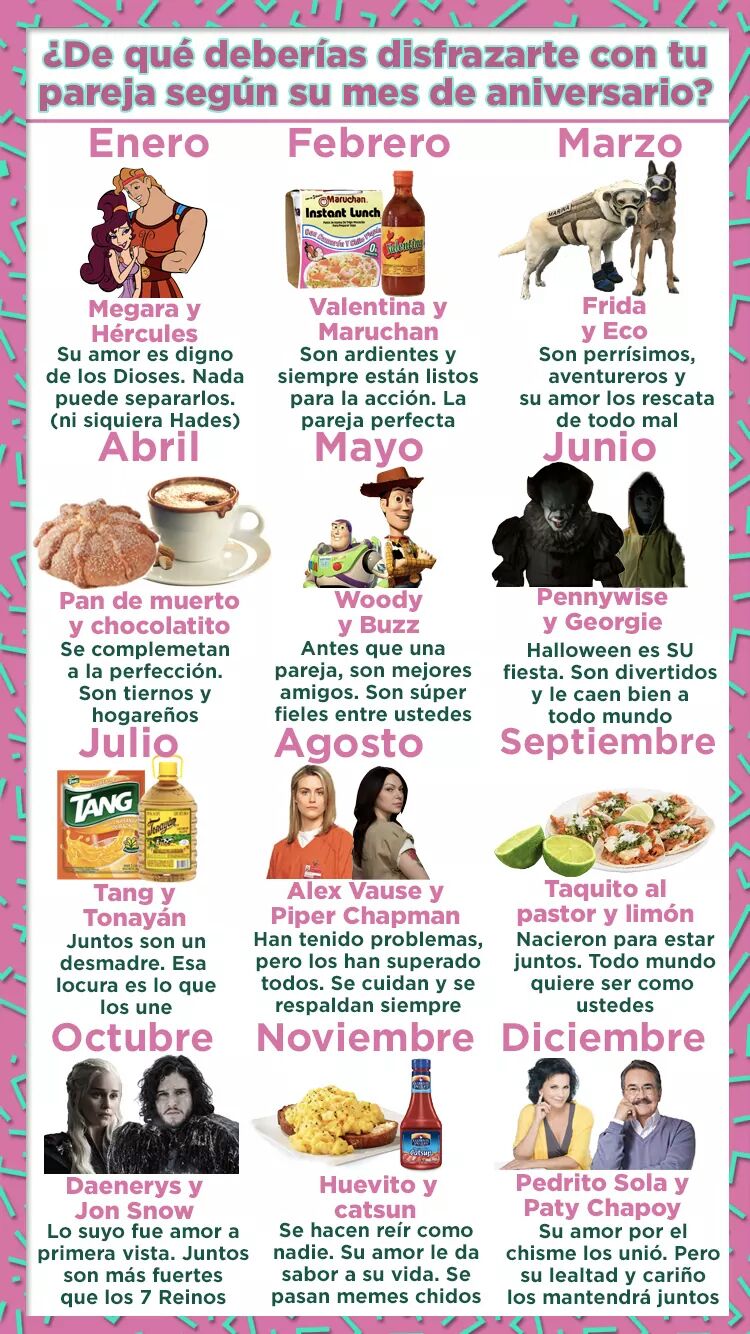 ¿De qué deberías disfrazarte con tu
pareja según su mes de aniversario?
Enero
Megara y
Hércules
Su amor es digno
de los Dioses. Nada
puede separarlos.
(ni siquiera Hades)
Febrero
Maruchan.
Instant Lunch
Valentina y
Maruchan
Son ardientes y
siempre están listos
para la acción. La
pareja perfecta
Marzo
MARINA
Frida
y Eco
Son perrísimos,
aventureros y
su amor los rescata
de todo mal
Abril
Pan de muerto
y chocolatito
Se complemetan
a la perfección.
Son tiernos y
hogareños
Mayo
Woody
y Buzz
Antes que una
pareja, son mejores
amigos. Son súper
fieles entre ustedes
Junio
Pennywise
y Georgie
Halloween es SU
fiesta. Son divertidos
y le caen bien a
todo mundo
Julio
TANG
Tonayán
Tang y
Tonayán
Juntos son un
desmadre. Esa
locura es lo que
los une
Agosto
Alex Vause y
Piper Chapman
Han tenido problemas,
pero los han superado
todos. Se cuidan y se
respaldan siempre
Septiembre
Taquito al
pastor y limón
Nacieron para estar
juntos. Todo mundo
quiere ser como
ustedes
Octubre
Daenerys y
Jon Snow
Lo suyo fue amor a
primera vista. Juntos
son más fuertes
que los 7 Reinos
Noviembre
catsup
Huevito y
catsun
Se hacen reír como
nadie. Su amor le da
sabor a su vida. Se
pasan memes chidos
Diciembre
Pedrito Sola y
Paty Chapoy
Su amor por el
chisme los unió. Pero
su lealtad y cariño
los mantendrá juntos